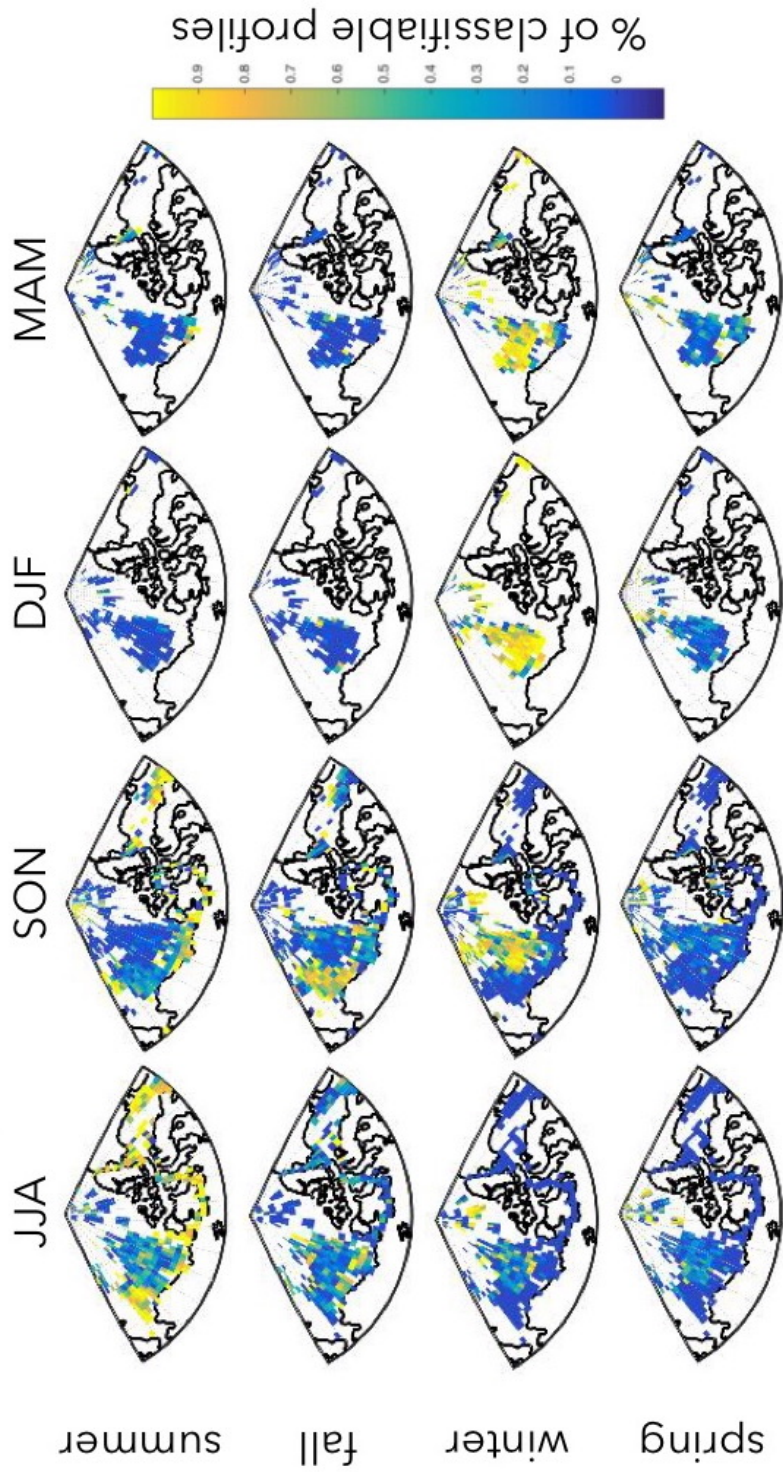 JJA
SON
DJF
MAM
summer
fall
winter
spring
0.9
0.8
0.7
0.6
0.5
0.4
0.3
0.2
0.1
0
% of classifiable profiles